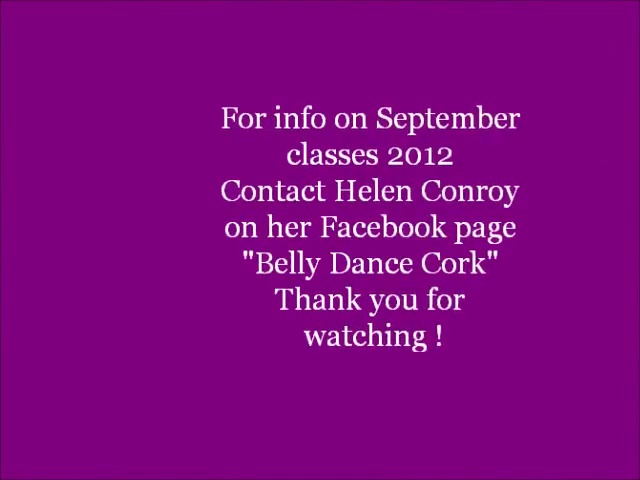 For info on September
classes 2012
Contact Helen Conroy
on her Facebook page
"Belly Dance Cork"
Thank you for
watching !